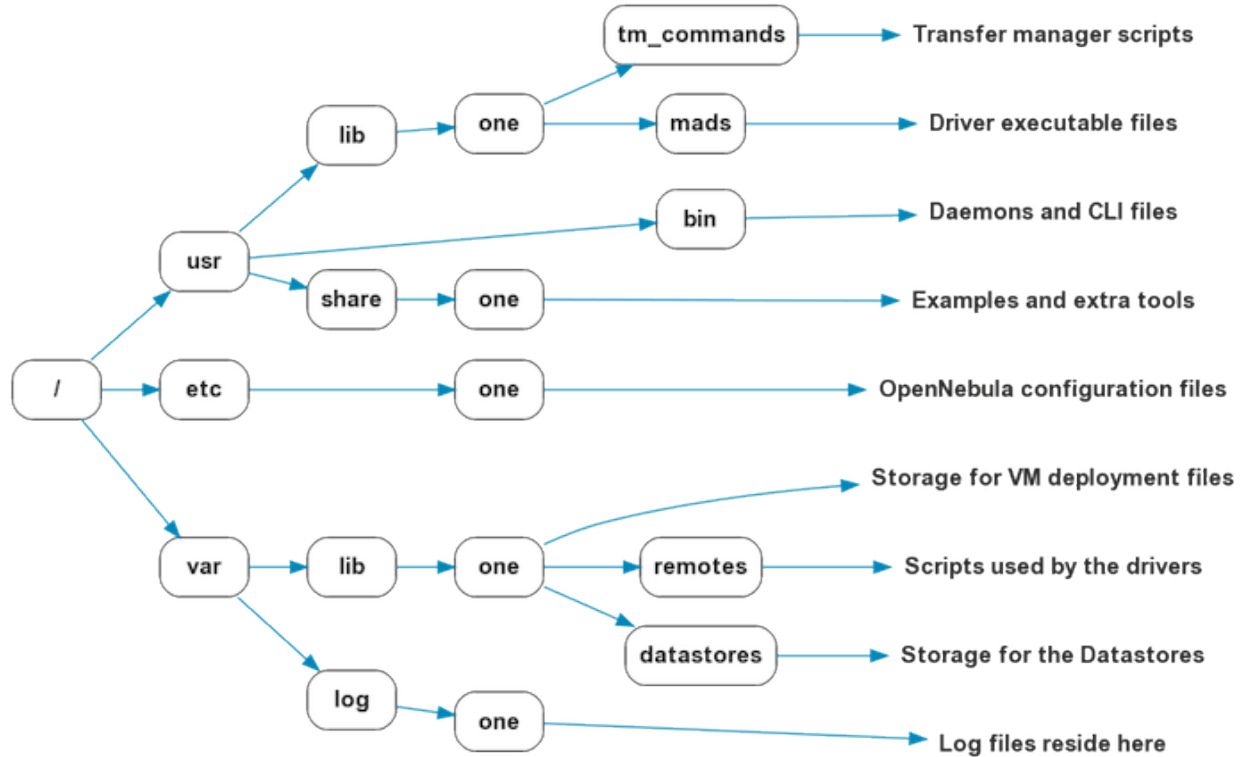 tm_commands
Transfer manager scripts
lib
one
mads
Driver executable files
bin
Daemons and CLI files
usr
share
one
Examples and extra tools
/
etc
one
OpenNebula configuration files
Storage for VM deployment files
var
lib
one
remotes
Scripts used by the drivers
datastores
Storage for the Datastores
log
one
Log files reside here